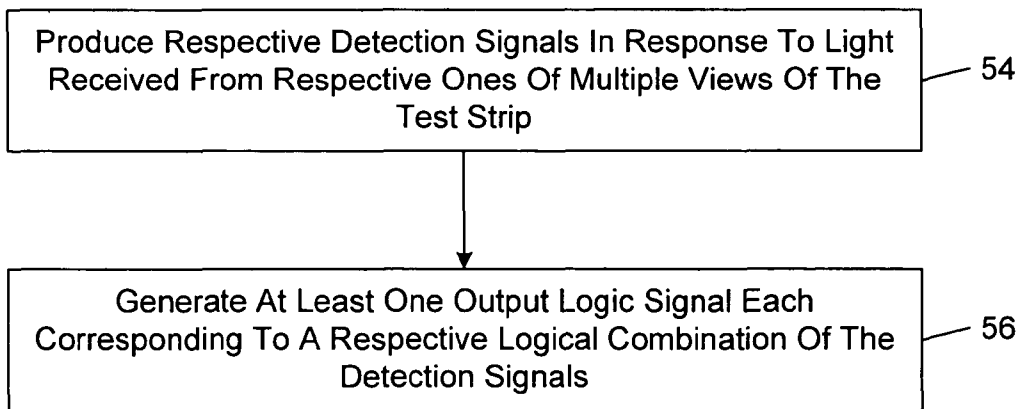 Produce Respective Detection Signals In Response To Light
Received From Respective Ones Of Multiple Views Of The
Test Strip
54
Generate At Least One Output Logic Signal Each
Corresponding To A Respective Logical Combination Of The
Detection Signals
56